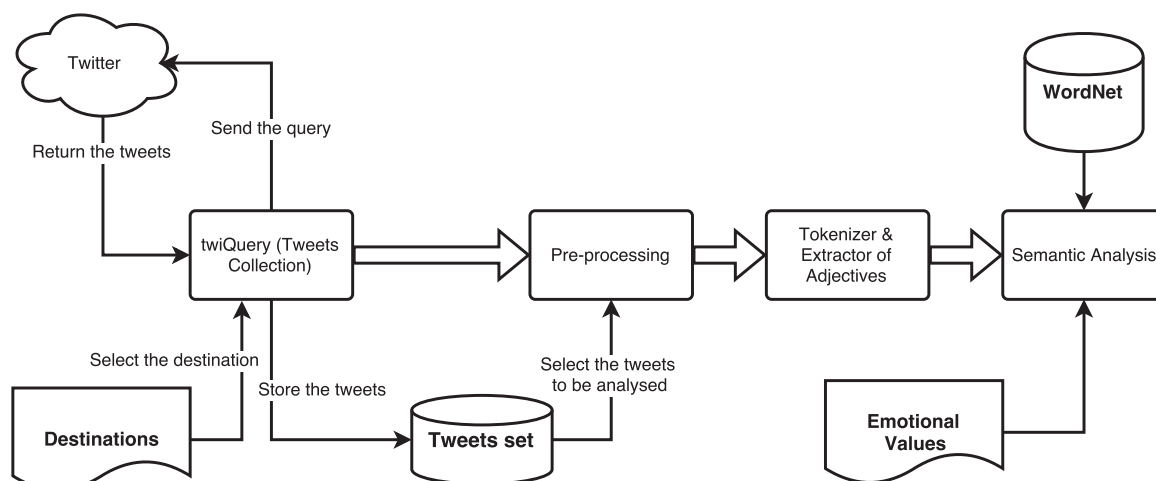 Twitter
WordNet
Send the query
Return the tweets
twiQuery (Tweets
Collection)
Pre-processing
Tokenizer &
Extractor of
Adjectives
Semantic Analysis
Select the destination
Store the tweets
Select the tweets
to be analysed
Destinations
Tweets set
Emotional
Values